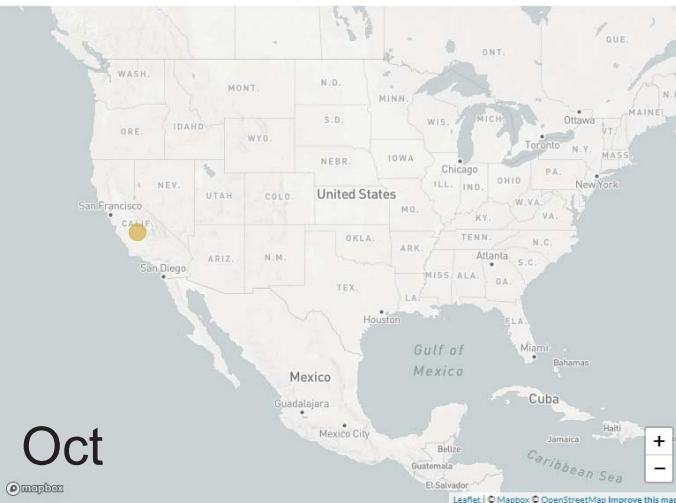 QUE.
ONT.
WASH.
MONT.
N.D.
MINN.
ORE.
IDAHO
S.D.
WIS.
MICH.
Ottawa
MAINE
VT.
WYO.
Toronto
N.Y.
MASS
NEBR.
IOWA
Chicago
PA.
New York
NEV.
UTAH
COLO.
United States
ILL.
IND.
OHIO
W.VA.
VA.
San Francisco
CALIF.
MO.
KY.
OKLA.
TENN.
N.C.
ARIZ.
N.M.
ARK.
Atlanta
S.C.
San Diego
MISS.
ALA.
GA.
TEX.
LA.
Houston
FLA.
Gulf of
Mexico
Miami
Bahamas
Mexico
Cuba
Guadalajara
Mexico City
Haiti
Jamaica
Belize
Caribbean Sea
Guatemala
El Salvador
Oct
+
−
mapbox
Leaflet | © Mapbox © OpenStreetMap Improve this map